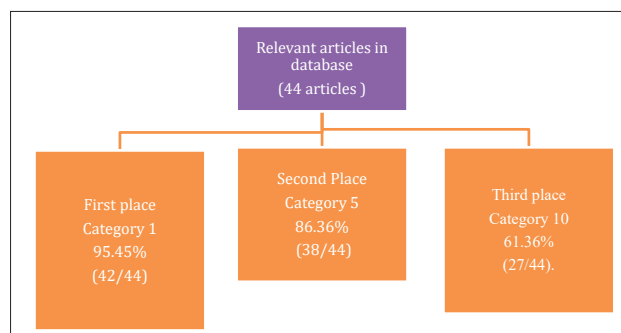 Relevant articles in
database
(44 articles )
First place
Category 1
95.45%
(42/44)
Second Place
Category 5
86.36%
(38/44)
Third place
Category 10
61.36%
(27/44).